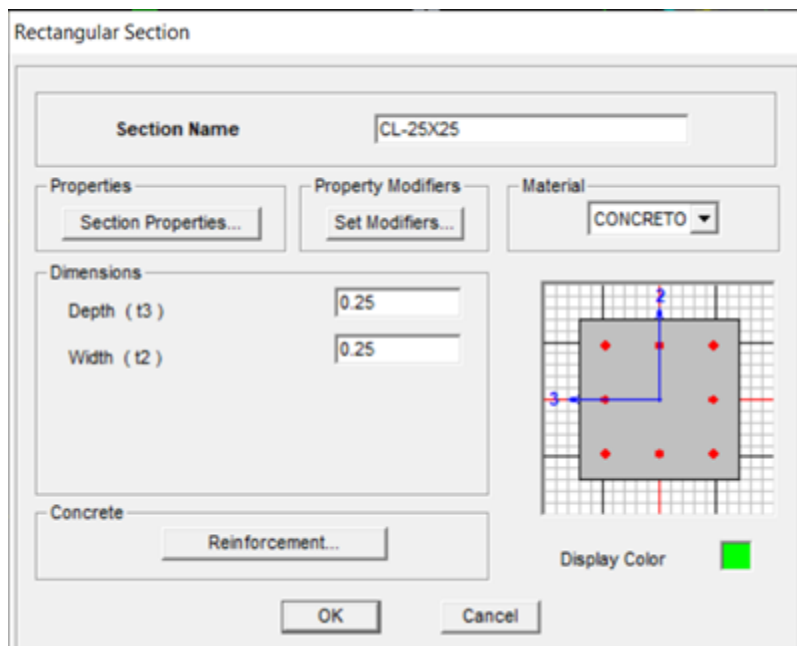 Rectangular Section
Section Name CL-25X25
Properties Property Modifiers Material
Section Properties... Set Modifiers... CONCRETO
Dimensions
Depth ( t3 ) 0.25
Width ( t2 ) 0.25
2
3
Concrete
Reinforcement...
Display Color
OK Cancel